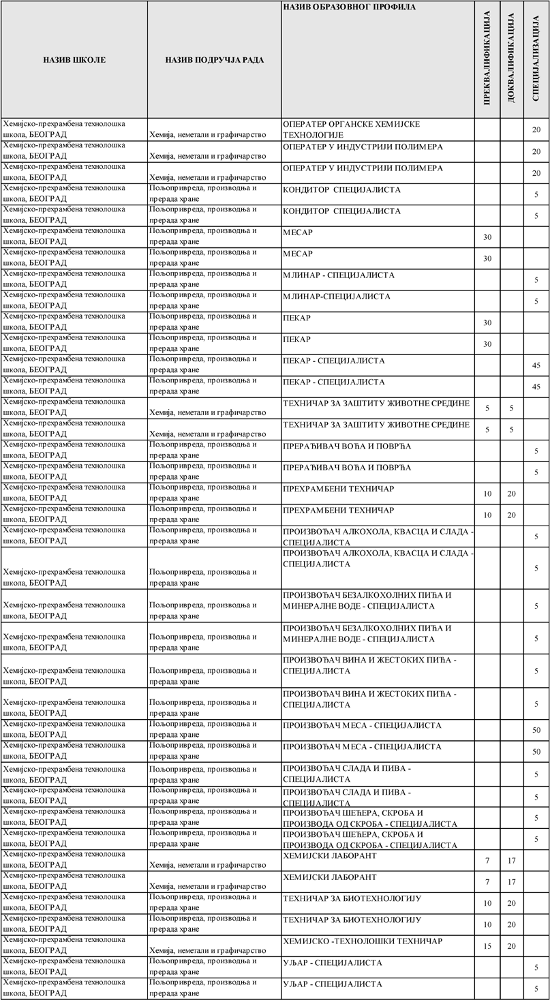 НАЗИВ ШКОЛЕ НАЗИВ ПОДРУЧЈА РАДА НАЗИВ ОБРАЗОВНОГ ПРОФИЛА ПРЕКВАЛИФИКАЦИЈА ДОКВАЛИФИКАЦИЈА СПЕЦИЈАЛИЗАЦИЈА
Хемијско-прехрамбена технолошка ОПЕРАТЕР ОРГАНСКЕ ХЕМИЈСКЕ
школа, БЕОГРАД Хемија, неметали и графичарство ТЕХНОЛОГИЈЕ 20
Хемијско-прехрамбена технолошка ОПЕРАТЕР У ИНДУСТРИЈИ ПОЛИМЕРА
школа, БЕОГРАД Хемија, неметали и графичарство 20
Хемијско-прехрамбена технолошка ОПЕРАТЕР У ИНДУСТРИЈИ ПОЛИМЕРА
школа, БЕОГРАД Хемија, неметали и графичарство 20
Хемијско-прехрамбена технолошка Пољопривреда, производња и КОНДИТОР СПЕЦИЈАЛИСТА
школа, БЕОГРАД прерада хране 5
Хемијско-прехрамбена технолошка Пољопривреда, производња и КОНДИТОР СПЕЦИЈАЛИСТА
школа, БЕОГРАД прерада хране 5
Хемијско-прехрамбена технолошка Пољопривреда, производња и МЕСАР
школа, БЕОГРАД прерада хране 30
Хемијско-прехрамбена технолошка Пољопривреда, производња и МЕСАР
школа, БЕОГРАД прерада хране 30
Хемијско-прехрамбена технолошка Пољопривреда, производња и МЛИНАР - СПЕЦИЈАЛИСТА
школа, БЕОГРАД прерада хране 5
Хемијско-прехрамбена технолошка Пољопривреда, производња и МЛИНАР-СПЕЦИЈАЛИСТА
школа, БЕОГРАД прерада хране 5
Хемијско-прехрамбена технолошка Пољопривреда, производња и ПЕКАР
школа, БЕОГРАД прерада хране 30
Хемијско-прехрамбена технолошка Пољопривреда, производња и ПЕКАР
школа, БЕОГРАД прерада хране 30
Хемијско-прехрамбена технолошка Пољопривреда, производња и ПЕКАР - СПЕЦИЈАЛИСТА
школа, БЕОГРАД прерада хране 45
Хемијско-прехрамбена технолошка Пољопривреда, производња и ПЕКАР - СПЕЦИЈАЛИСТА
школа, БЕОГРАД прерада хране 45
Хемијско-прехрамбена технолошка ТЕХНИЧАР ЗА ЗАШТИТУ ЖИВОТНЕ СРЕДИНЕ
школа, БЕОГРАД Хемија, неметали и графичарство 5 5
Хемијско-прехрамбена технолошка ТЕХНИЧАР ЗА ЗАШТИТУ ЖИВОТНЕ СРЕДИНЕ
школа, БЕОГРАД Хемија, неметали и графичарство 5 5
Хемијско-прехрамбена технолошка Пољопривреда, производња и ПРЕРАЂИВАЧ ВОЋА И ПОВРЋА
школа, БЕОГРАД прерада хране 5
Хемијско-прехрамбена технолошка Пољопривреда, производња и ПРЕРАЂИВАЧ ВОЋА И ПОВРЋА
школа, БЕОГРАД прерада хране 5
Хемијско-прехрамбена технолошка Пољопривреда, производња и ПРЕХРАМБЕНИ ТЕХНИЧАР
школа, БЕОГРАД прерада хране 10 20
Хемијско-прехрамбена технолошка Пољопривреда, производња и ПРЕХРАМБЕНИ ТЕХНИЧАР
школа, БЕОГРАД прерада хране 10 20
Хемијско-прехрамбена технолошка Пољопривреда, производња и ПРОИЗВОЂАЧ АЛКОХОЛА, КВАСЦА И СЛАДА -
школа, БЕОГРАД прерада хране СПЕЦИЈАЛИСТА 5
Хемијско-прехрамбена технолошка Пољопривреда, производња и ПРОИЗВОЂАЧ АЛКОХОЛА, КВАСЦА И СЛАДА -
школа, БЕОГРАД прерада хране СПЕЦИЈАЛИСТА 5
Хемијско-прехрамбена технолошка Пољопривреда, производња и ПРОИЗВОЂАЧ БЕЗАЛКОХОЛНИХ ПИЋА И
школа, БЕОГРАД прерада хране МИНЕРАЛНЕ ВОДЕ - СПЕЦИЈАЛИСТА 5
Хемијско-прехрамбена технолошка Пољопривреда, производња и ПРОИЗВОЂАЧ БЕЗАЛКОХОЛНИХ ПИЋА И
школа, БЕОГРАД прерада хране МИНЕРАЛНЕ ВОДЕ - СПЕЦИЈАЛИСТА 5
Хемијско-прехрамбена технолошка Пољопривреда, производња и ПРОИЗВОЂАЧ ВИНА И ЖЕСТОКИХ ПИЋА -
школа, БЕОГРАД прерада хране СПЕЦИЈАЛИСТА 5
Хемијско-прехрамбена технолошка Пољопривреда, производња и ПРОИЗВОЂАЧ ВИНА И ЖЕСТОКИХ ПИЋА -
школа, БЕОГРАД прерада хране СПЕЦИЈАЛИСТА 5
Хемијско-прехрамбена технолошка Пољопривреда, производња и ПРОИЗВОЂАЧ МЕСА - СПЕЦИЈАЛИСТА
школа, БЕОГРАД прерада хране 50
Хемијско-прехрамбена технолошка Пољопривреда, производња и ПРОИЗВОЂАЧ МЕСА - СПЕЦИЈАЛИСТА
школа, БЕОГРАД прерада хране 50
Хемијско-прехрамбена технолошка Пољопривреда, производња и ПРОИЗВОЂАЧ СЛАДА И ПИВА -
школа, БЕОГРАД прерада хране СПЕЦИЈАЛИСТА 5
Хемијско-прехрамбена технолошка Пољопривреда, производња и ПРОИЗВОЂАЧ СЛАДА И ПИВА -
школа, БЕОГРАД прерада хране СПЕЦИЈАЛИСТА 5
Хемијско-прехрамбена технолошка Пољопривреда, производња и ПРОИЗВОЂАЧ ШЕЋЕРА, СКРОБА И
школа, БЕОГРАД прерада хране ПРОИЗВОДА ОД СКРОБА - СПЕЦИЈАЛИСТА 5
Хемијско-прехрамбена технолошка Пољопривреда, производња и ПРОИЗВОЂАЧ ШЕЋЕРА, СКРОБА И
школа, БЕОГРАД прерада хране ПРОИЗВОДА ОД СКРОБА - СПЕЦИЈАЛИСТА 5
Хемијско-прехрамбена технолошка ХЕМИЈСКИ ЛАБОРАНТ
школа, БЕОГРАД Хемија, неметали и графичарство 7 17
Хемијско-прехрамбена технолошка ХЕМИЈСКИ ЛАБОРАНТ
школа, БЕОГРАД Хемија, неметали и графичарство 7 17
Хемијско-прехрамбена технолошка Пољопривреда, производња и ТЕХНИЧАР ЗА БИОТЕХНОЛОГИЈУ
школа, БЕОГРАД прерада хране 10 20
Хемијско-прехрамбена технолошка Пољопривреда, производња и ТЕХНИЧАР ЗА БИОТЕХНОЛОГИЈУ
школа, БЕОГРАД прерада хране 10 20
Хемијско-прехрамбена технолошка ХЕМИЈСКО -ТЕХНОЛОШКИ ТЕХНИЧАР
школа, БЕОГРАД Хемија, неметали и графичарство 15 20
Хемијско-прехрамбена технолошка Пољопривреда, производња и УЉАР - СПЕЦИЈАЛИСТА
школа, БЕОГРАД прерада хране 5
Хемијско-прехрамбена технолошка Пољопривреда, производња и УЉАР - СПЕЦИЈАЛИСТА
школа, БЕОГРАД прерада хране 5